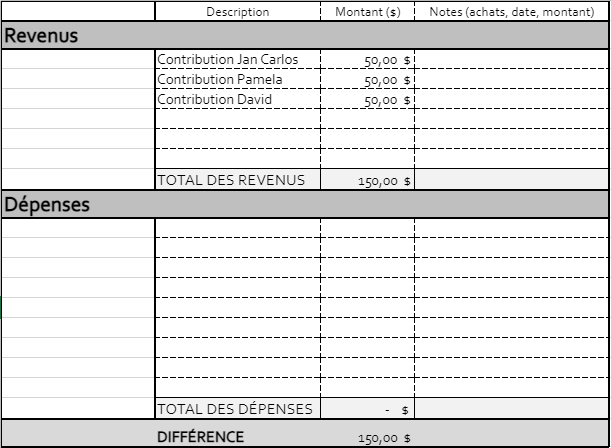 Description Montant ($) Notes (achats, date, montant)
Revenus
Contribution Jan Carlos 50,00 $
Contribution Pamela 50,00 $
Contribution David 50,00 $
TOTAL DES REVENUS 150,00 $
Dépenses
TOTAL DES DÉPENSES - $
DIFFÉRENCE 150,00 $